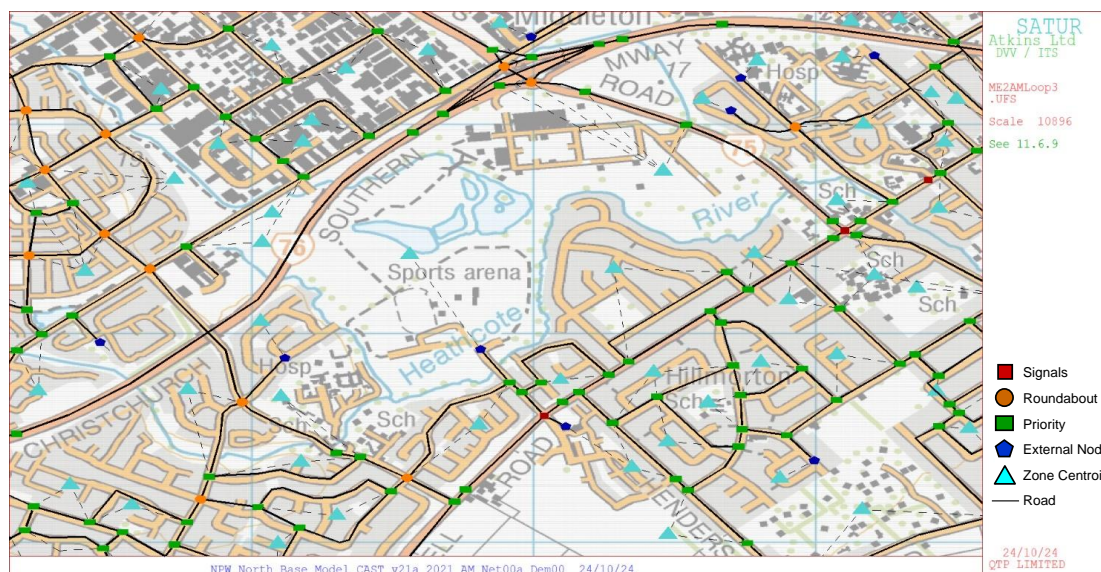 Middleton
SATUR
Atkins Ltd
DVV / ITS
MWAY
17
ROAD
Hosp
ME2AMLoop3
.UFS
Scale 10896
See 11.6.9
75
SOUTHERN
River
Sch
76
Sports arena
Sch
Sch
Heathcote
Hosp
CHRISTCHURCH
Hillmorton
Sch
Sch
Sch
ROAD
HENDERS
Signals
Roundabout
Priority
External Nod
Zone Centroi
Road
24/10/24
QTP LIMITED
NPW North Base Model CAST v21a 2021 AM Net00a Dem00 24/10/24